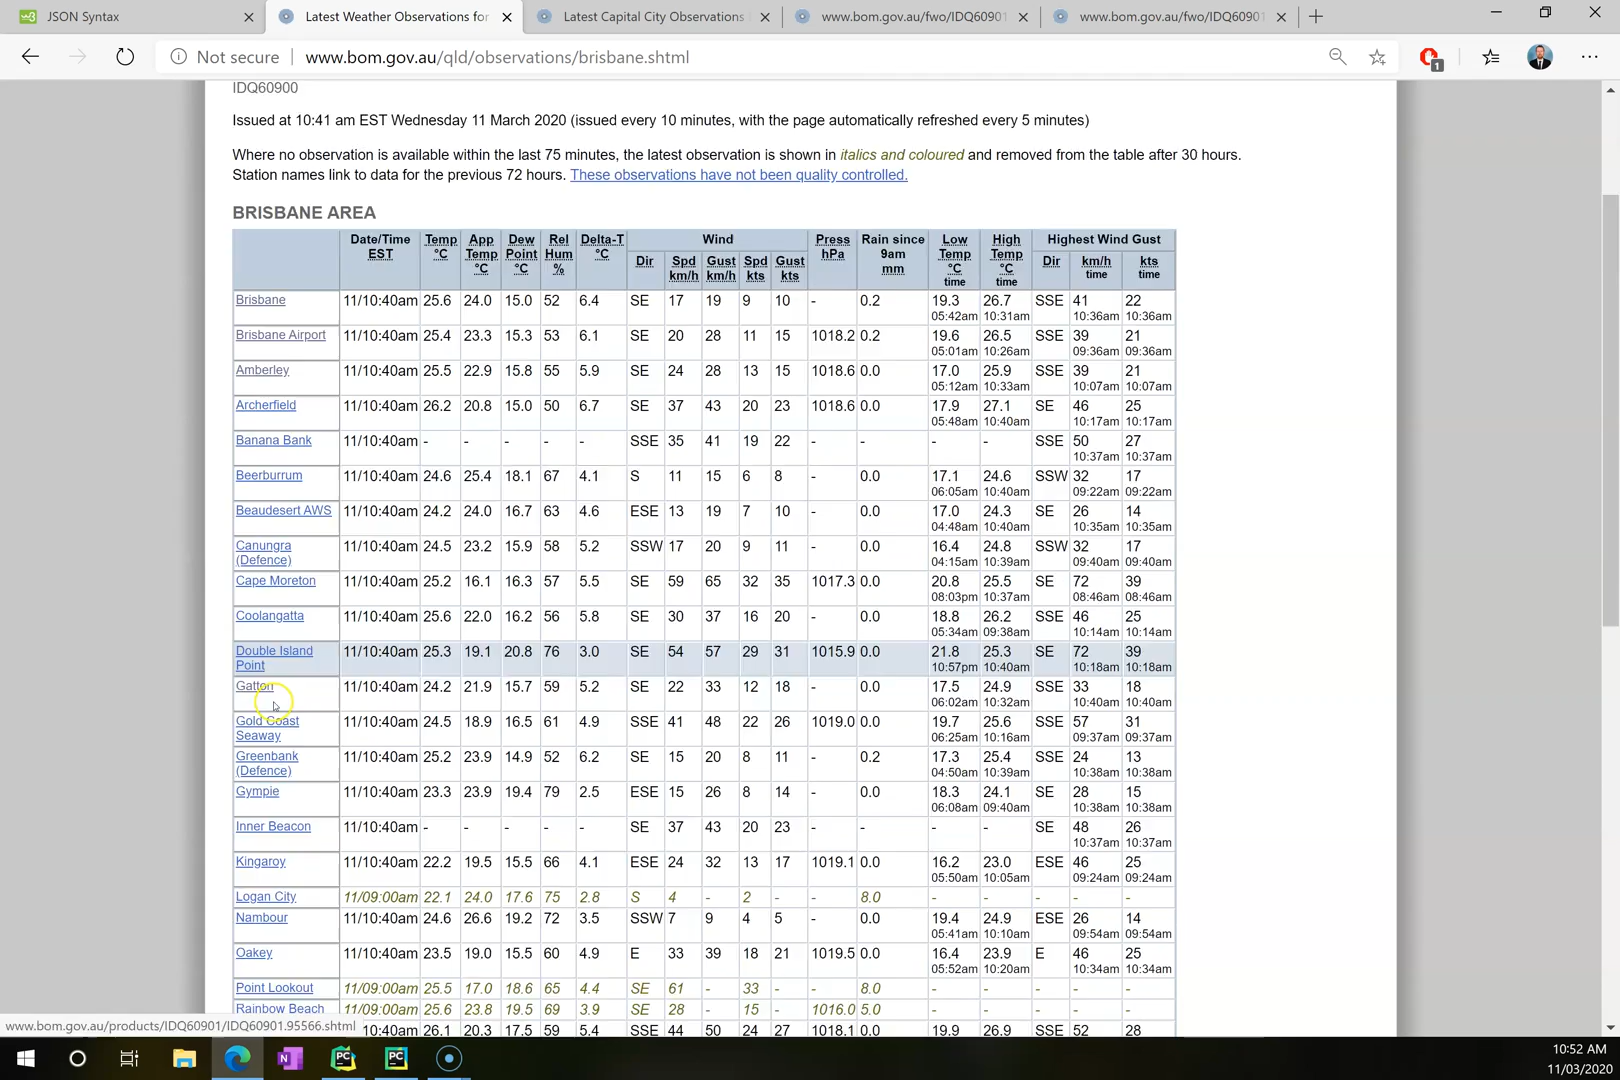 JSON Syntax
Latest Weather Observations for
Latest Capital City Observations
www.bom.gov.au/fwo/IDQ60901
www.bom.gov.au/fwo/IDQ60901
Not secure www.bom.gov.au/qld/observations/brisbane.shtml
1
IDQ60900
Issued at 10:41 am EST Wednesday 11 March 2020 (issued every 10 minutes, with the page automatically refreshed every 5 minutes)
Where no observation is available within the last 75 minutes, the latest observation is shown in italics and coloured and removed from the table after 30 hours.
Station names link to data for the previous 72 hours. These observations have not been quality controlled.
BRISBANE AREA
Date/Time Temp App Dew Rel Delta-T Wind Press Rain since Low High Highest Wind Gust
EST °C Temp Point Hum °C Dir Spd Gust Spd Gust hPa 9am Temp Temp Dir km/h kts
°C °C % km/h km/h kts kts mm °C °C time time
time time
Brisbane 11/10:40am 25.6 24.0 15.0 52 6.4 SE 17 19 9 10 - 0.2 19.3 26.7 SSE 41 22
05:42am 10:31am 10:36am 10:36am
Brisbane Airport 11/10:40am 25.4 23.3 15.3 53 6.1 SE 20 28 11 15 1018.2 0.2 19.6 26.5 SSE 39 21
05:01am 10:26am 09:36am 09:36am
Amberley 11/10:40am 25.5 22.9 15.8 55 5.9 SE 24 28 13 15 1018.6 0.0 17.0 25.9 SSE 39 21
05:12am 10:33am 10:07am 10:07am
Archerfield 11/10:40am 26.2 20.8 15.0 50 6.7 SE 37 43 20 23 1018.6 0.0 17.9 27.1 SE 46 25
05:48am 10:40am 10:17am 10:17am
Banana Bank 11/10:40am - - - - - SSE 35 41 19 22 - - - - SSE 50 27
10:37am 10:37am
Beerburrum 11/10:40am 24.6 25.4 18.1 67 4.1 S 11 15 6 8 - 0.0 17.1 24.6 SSW 32 17
06:05am 10:40am 09:22am 09:22am
Beaudesert AWS 11/10:40am 24.2 24.0 16.7 63 4.6 ESE 13 19 7 10 - 0.0 17.0 24.3 SE 26 14
04:48am 10:40am 10:35am 10:35am
Canungra 11/10:40am 24.5 23.2 15.9 58 5.2 SSW 17 20 9 11 - 0.0 16.4 24.8 SSW 32 17
(Defence) 04:15am 10:39am 09:40am 09:40am
Cape Moreton 11/10:40am 25.2 16.1 16.3 57 5.5 SE 59 65 32 35 1017.3 0.0 20.8 25.5 SE 72 39
08:03pm 10:37am 08:46am 08:46am
Coolangatta 11/10:40am 25.6 22.0 16.2 56 5.8 SE 30 37 16 20 - 0.0 18.8 26.2 SSE 46 25
05:34am 09:38am 10:14am 10:14am
Double Island 11/10:40am 25.3 19.1 20.8 76 3.0 SE 54 57 29 31 1015.9 0.0 21.8 25.3 SE 72 39
Point 10:57pm 10:40am 10:18am 10:18am
Gatton 11/10:40am 24.2 21.9 15.7 59 5.2 SE 22 33 12 18 - 0.0 17.5 24.9 SSE 33 18
06:02am 10:32am 10:40am 10:40am
Gold Coast 11/10:40am 24.5 18.9 16.5 61 4.9 SSE 41 48 22 26 1019.0 0.0 19.7 25.6 SSE 57 31
Seaway 06:25am 10:16am 09:37am 09:37am
Greenbank 11/10:40am 25.2 23.9 14.9 52 6.2 SE 15 20 8 11 - 0.2 17.3 25.4 SSE 24 13
(Defence) 04:50am 10:39am 10:38am 10:38am
Gympie 11/10:40am 23.3 23.9 19.4 79 2.5 ESE 15 26 8 14 - 0.0 18.3 24.1 SE 28 15
06:08am 09:40am 10:38am 10:38am
Inner Beacon 11/10:40am - - - - - SE 37 43 20 23 - - - - SE 48 26
10:37am 10:37am
Kingaroy 11/10:40am 22.2 19.5 15.5 66 4.1 ESE 24 32 13 17 1019.1 0.0 16.2 23.0 ESE 46 25
05:50am 10:05am 09:24am 09:24am
Logan City 11/09:00am 22.1 24.0 17.6 75 2.8 S 4 - 2 - - 8.0 - - - - -
Nambour 11/10:40am 24.6 26.6 19.2 72 3.5 SSW 7 9 4 5 - 0.0 19.4 24.9 ESE 26 14
05:41am 10:10am 09:54am 09:54am
Oakey 11/10:40am 23.5 19.0 15.5 60 4.9 E 33 39 18 21 1019.5 0.0 16.4 23.9 E 46 25
05:52am 10:20am 10:34am 10:34am
Point Lookout 11/09:00am 25.5 17.0 18.6 65 4.4 SE 61 - 33 - - 8.0 - - - - -
Rainbow Beach 11/09:00am 25.6 23.8 19.5 69 3.9 SE 28 - 15 - 1016.0 5.0 - - - - -
www.bom.gov.au/products/IDQ60901/IDQ60901.95566.shtml
10:40am 26.1 20.3 17.5 59 5.4 SSE 44 50 24 27 1018.1 0.0 19.9 26.9 SSE 52 28
10:52 AM
11/03/2020